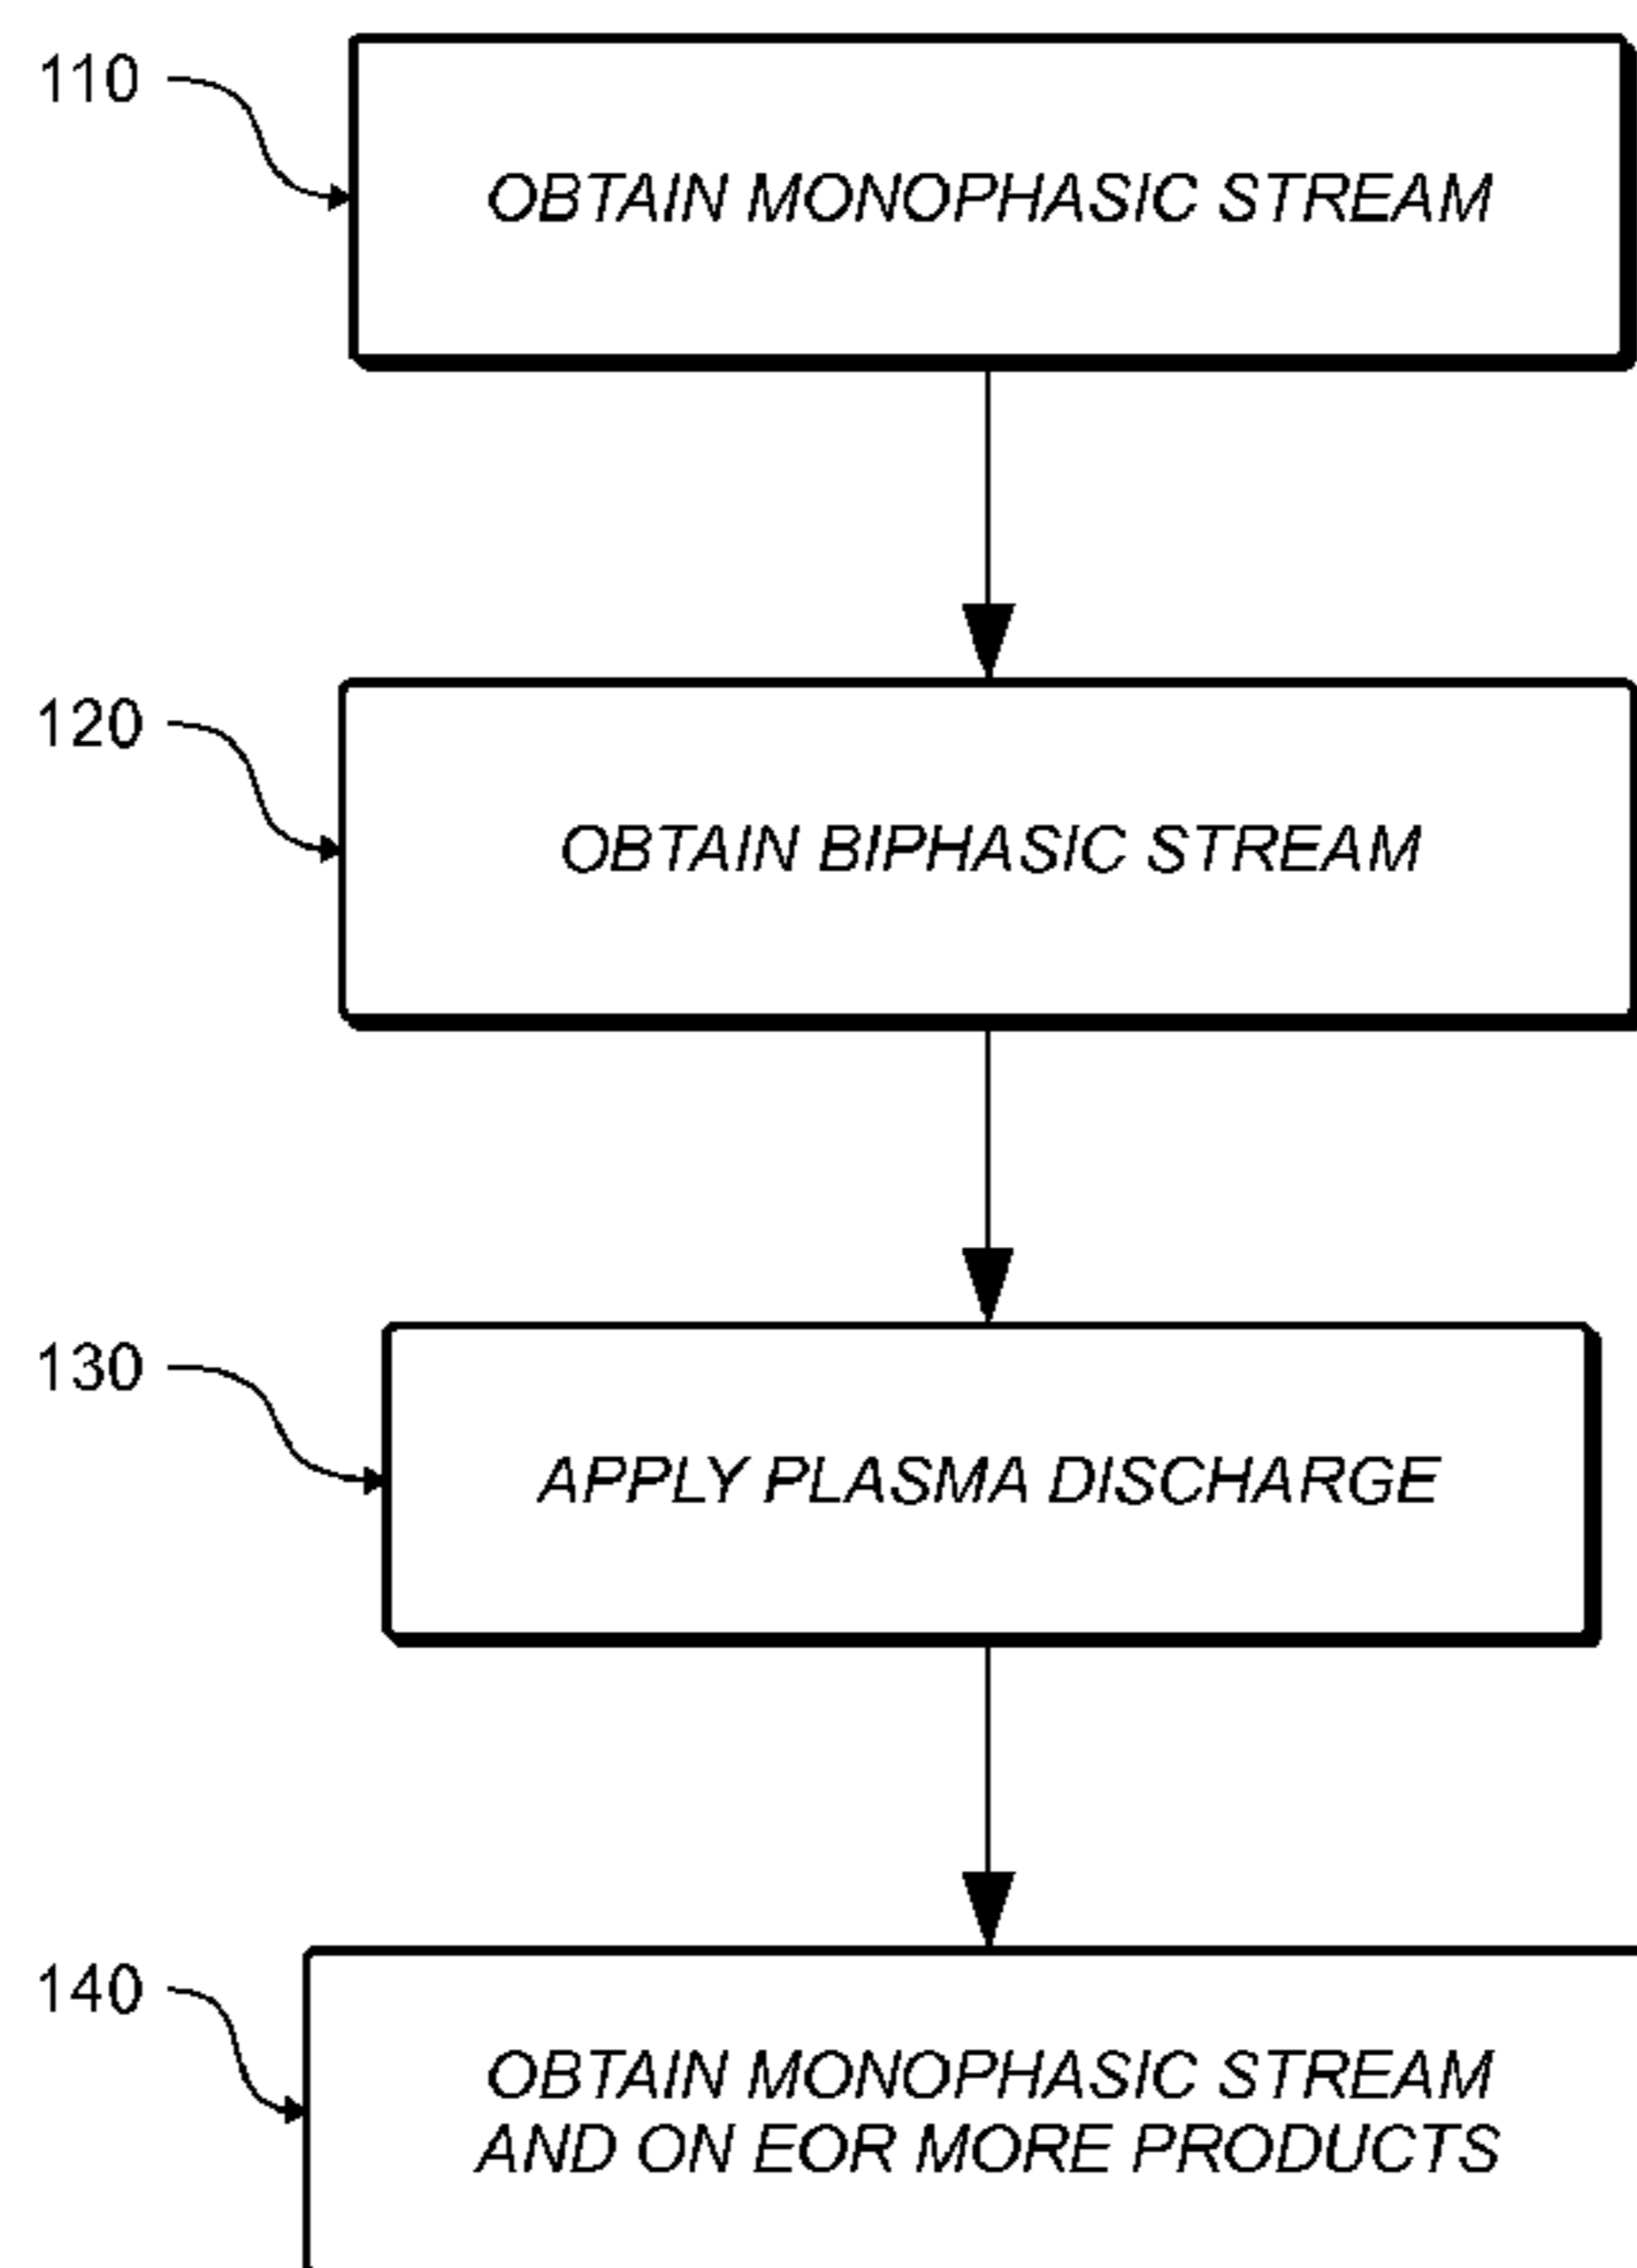 110
OBTAIN MONOPHASIC STREAM
120
OBTAIN BIPHASIC STREAM
130
APPLY PLASMA DISCHARGE
140
OBTAIN MONOPHASIC STREAM
AND ON EOR MORE PRODUCTS